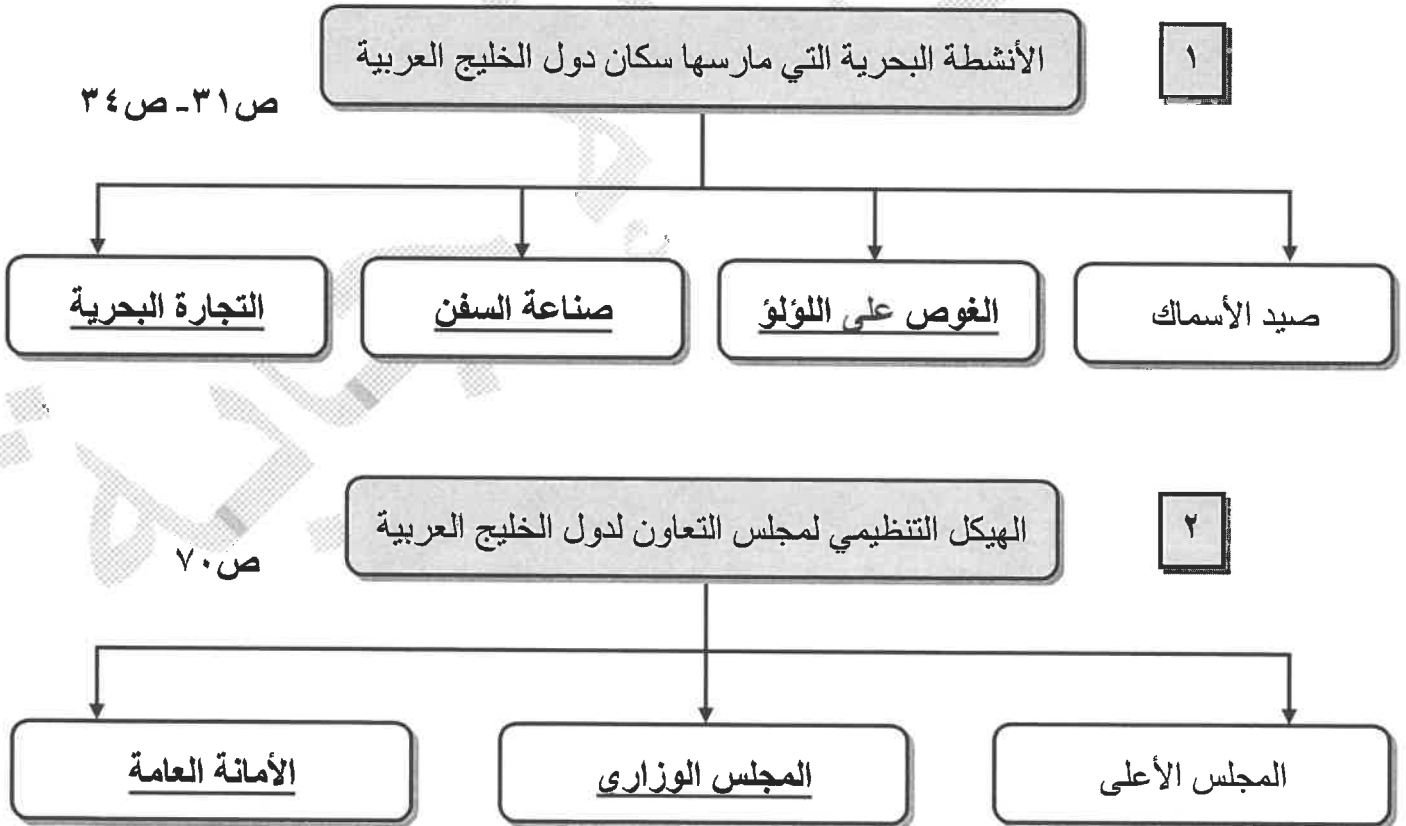 ١
الأنشطة البحرية التي مارسها سكان دول الخليج العربية
ص٣١- ص٣٤
صيد الأسماك
الغوص على اللؤلؤ
صناعة السفن
التجارة البحرية
٢
الهيكل التنظيمي لمجلس التعاون لدول الخليج العربية
ص٧٠
المجلس الأعلى
المجلس الوزاري
الأمانة العامة